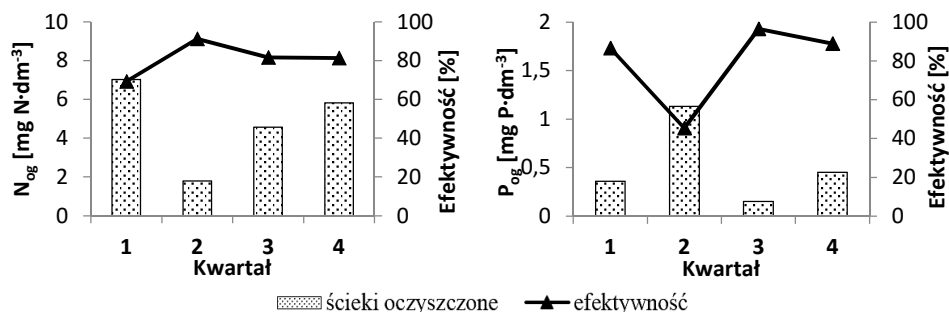 N_og [mg N·dm⁻³]
10
8
6
4
2
0
100
80
60
40
20
0
Efektywność [%]
1 2 3 4
Kwartał
P_og [mg P·dm⁻³]
2
1,5
1
0,5
0
100
80
60
40
20
0
Efektywność [%]
1 2 3 4
Kwartał
ścieki oczyszczone efektywność